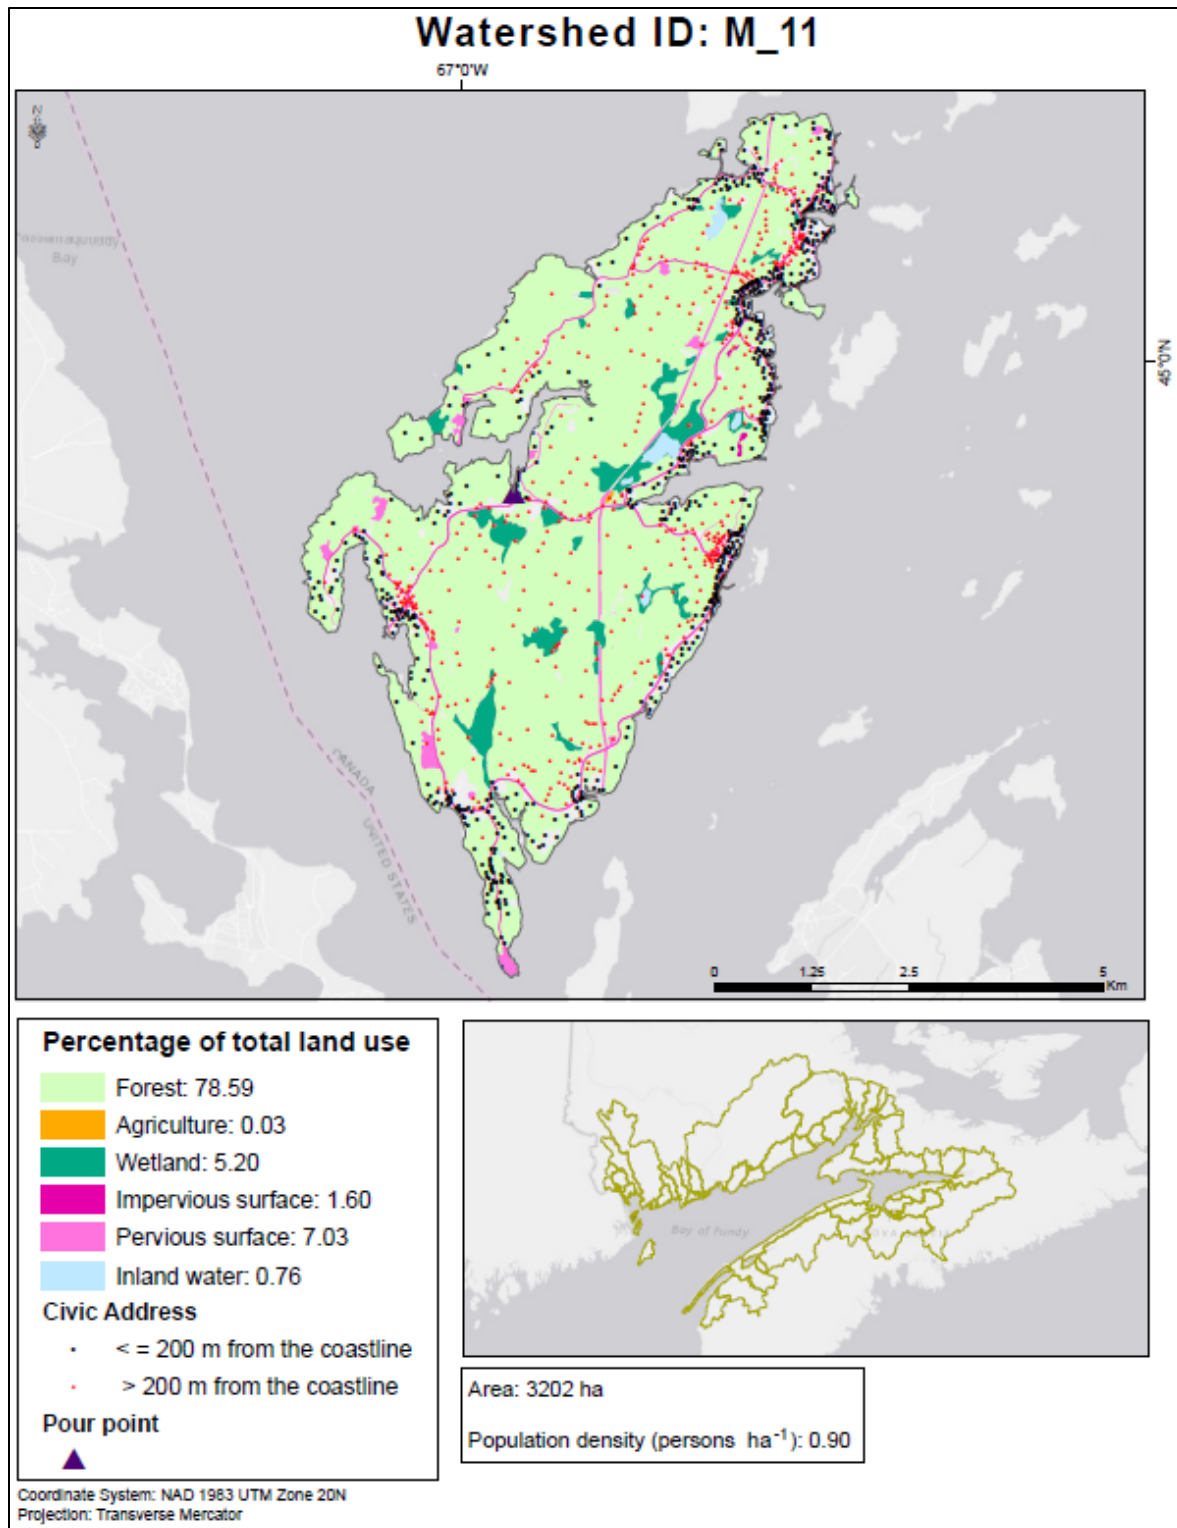 Watershed ID: M_11
67°0'W
N
Bay
45°0'N
CANADA
UNITED STATES
0 1.25 2.5 5
Km
Percentage of total land use
Forest: 78.59
Agriculture: 0.03
Wetland: 5.20
Impervious surface: 1.60
Pervious surface: 7.03
Inland water: 0.76
Civic Address
< = 200 m from the coastline
> 200 m from the coastline
Pour point
Bay of Fundy
Area: 3202 ha
Population density (persons ha⁻¹): 0.90
Coordinate System: NAD 1983 UTM Zone 20N
Projection: Transverse Mercator